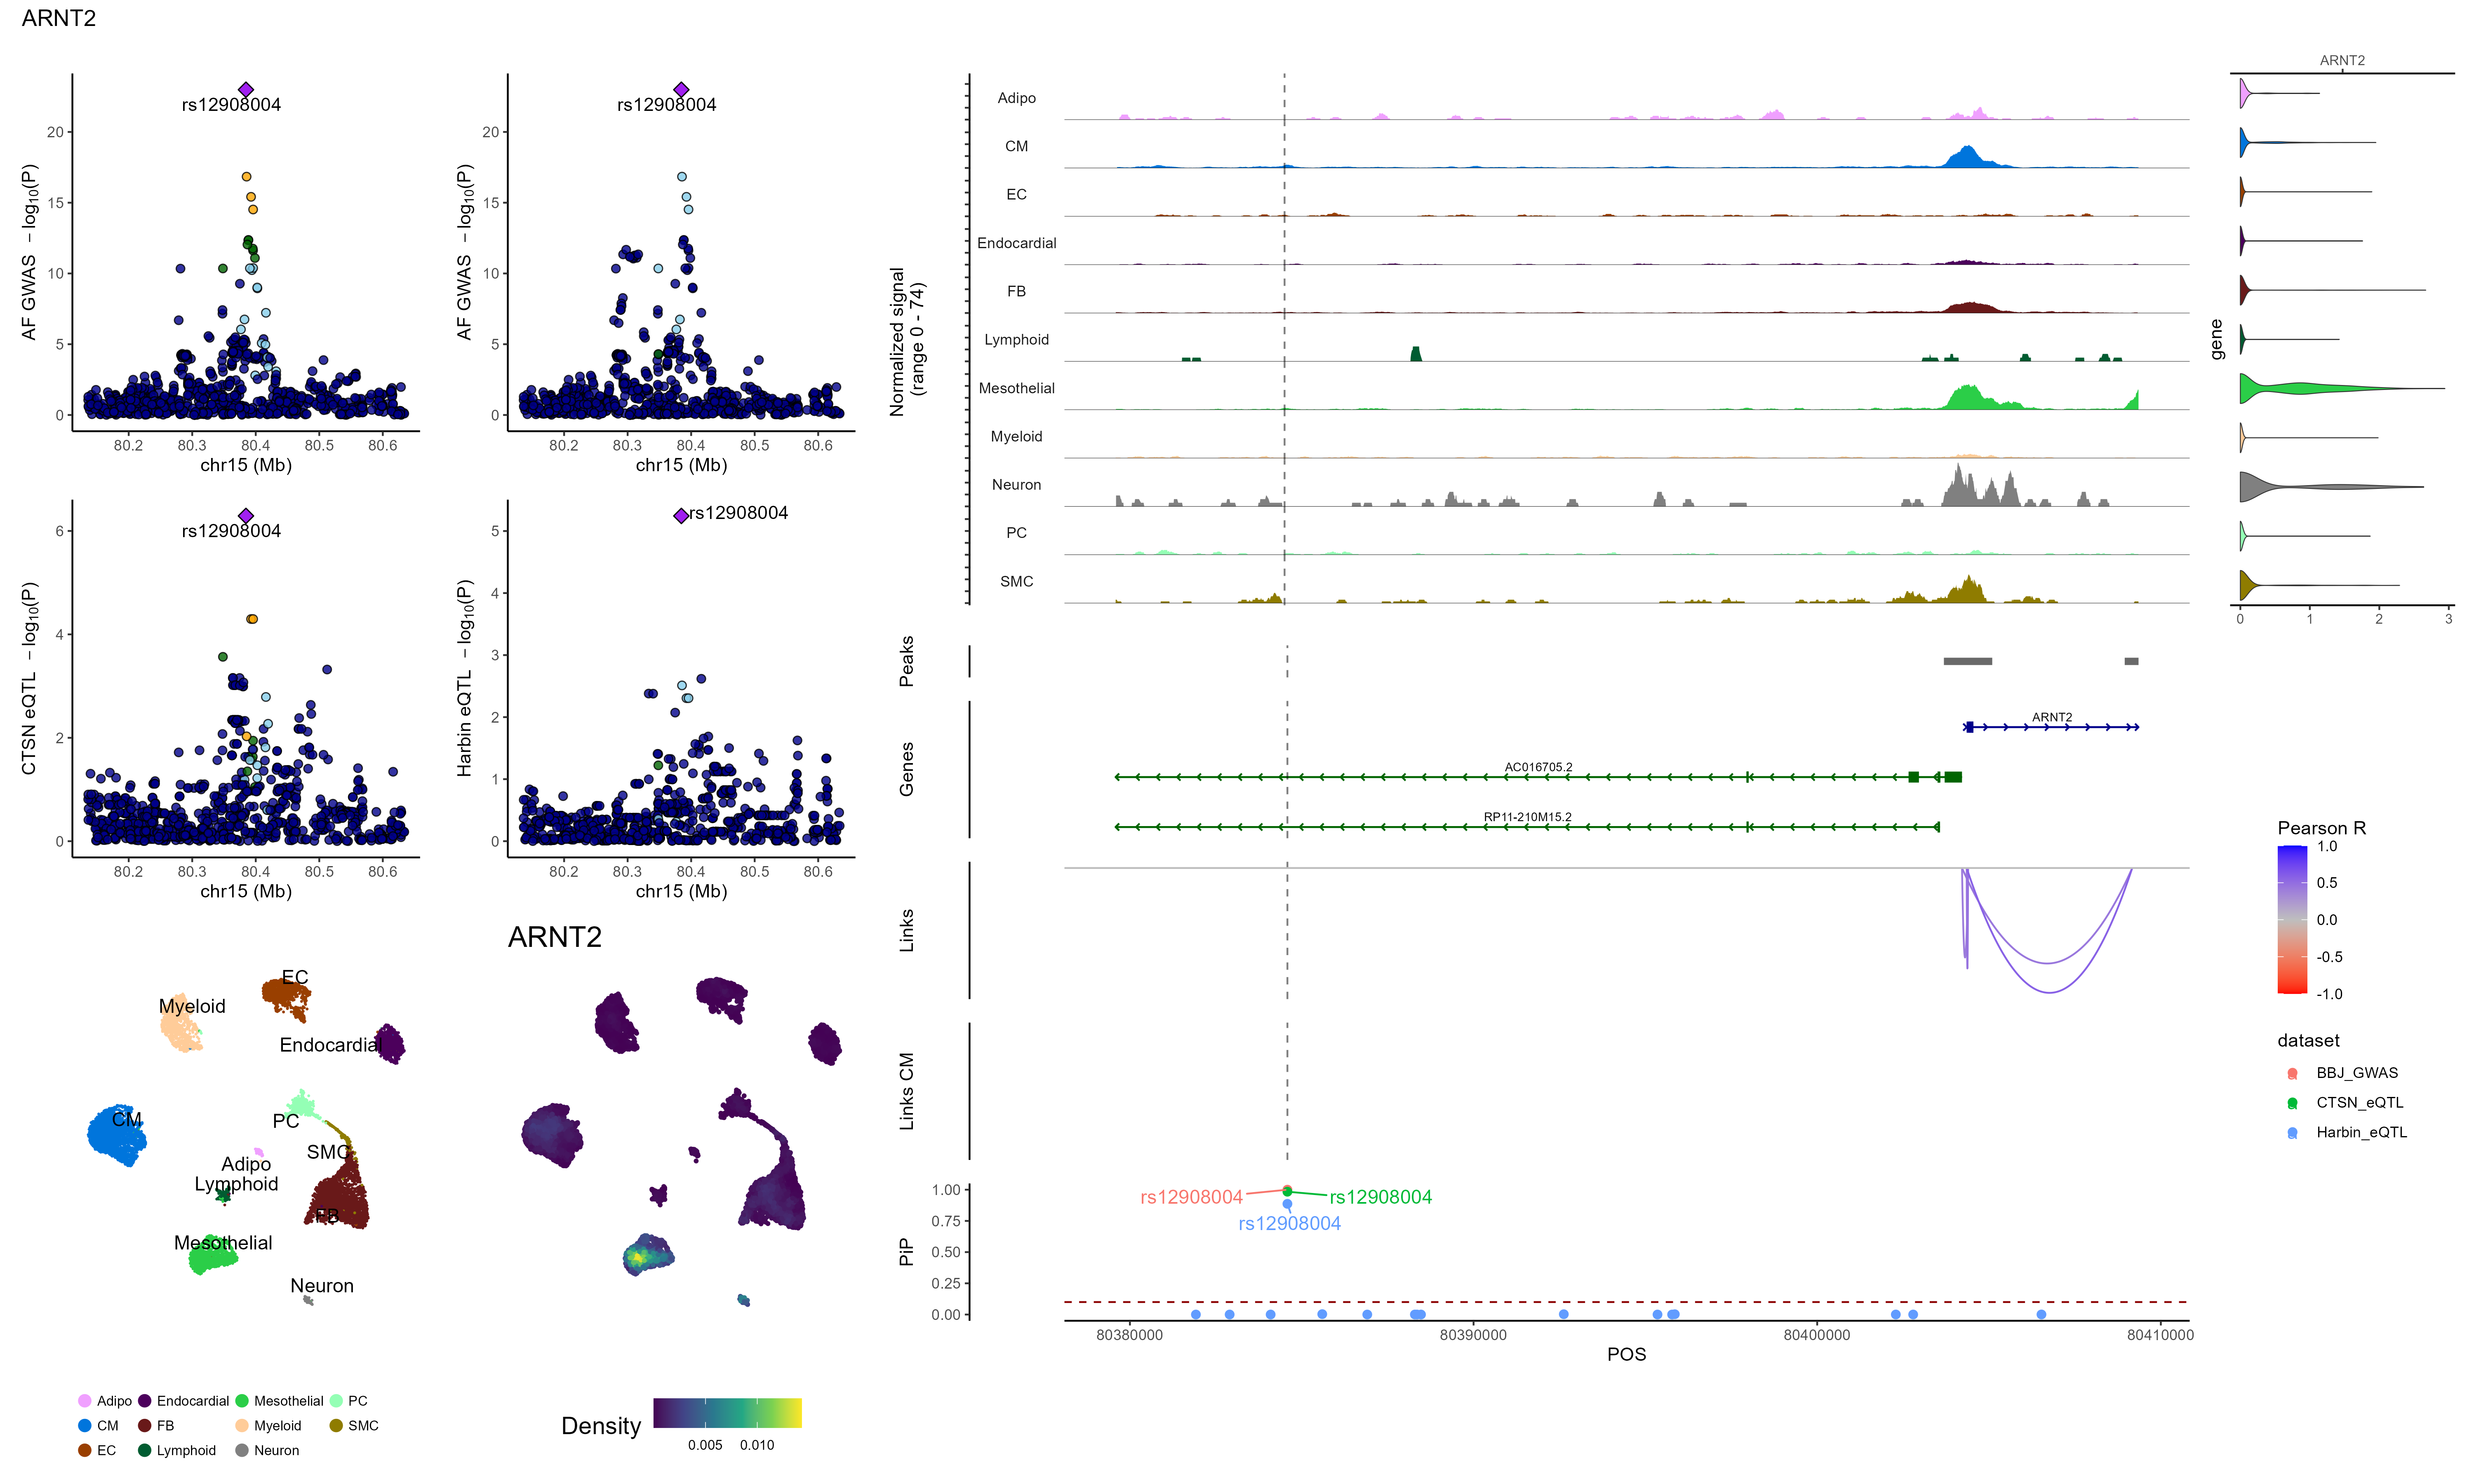 ARNT2
AF GWAS −log10(P)
20
15
10
5
0
rs12908004
80.2 80.3 80.4 80.5 80.6
chr15 (Mb)
AF GWAS −log10(P)
20
15
10
5
0
rs12908004
80.2 80.3 80.4 80.5 80.6
chr15 (Mb)
CTSN eQTL −log10(P)
6
4
2
0
rs12908004
80.2 80.3 80.4 80.5 80.6
chr15 (Mb)
Harbin eQTL −log10(P)
5
4
3
2
1
0
rs12908004
80.2 80.3 80.4 80.5 80.6
chr15 (Mb)
EC
Myeloid
Endocardial
CM
PC
SMC
Adipo
Lymphoid
FB
Mesothelial
Neuron
Adipo Endocardial Mesothelial PC
CM FB Myeloid SMC
EC Lymphoid Neuron
ARNT2
Density
0.005 0.010
Normalized signal
(range 0 - 74)
Adipo
CM
EC
Endocardial
FB
Lymphoid
Mesothelial
Myeloid
Neuron
PC
SMC
Peaks
Genes
ARNT2
AC016705.2
RP11-210M15.2
Links
Links CM
PiP
1.00
0.75
0.50
0.25
0.00
rs12908004
rs12908004
rs12908004
80380000 80390000 80400000 80410000
POS
ARNT2
gene
0 1 2 3
Pearson R
1.0
0.5
0.0
-0.5
-1.0
dataset
BBJ_GWAS
CTSN_eQTL
Harbin_eQTL